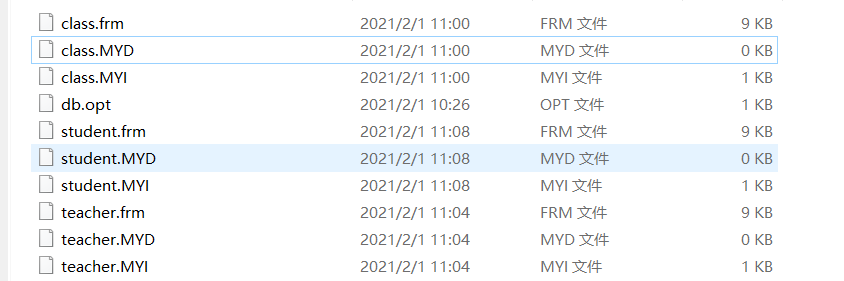 class.frm 2021/2/1 11:00 FRM 文件 9 KB
class.MYD 2021/2/1 11:00 MYD 文件 0 KB
class.MYI 2021/2/1 11:00 MYI 文件 1 KB
db.opt 2021/2/1 10:26 OPT 文件 1 KB
student.frm 2021/2/1 11:08 FRM 文件 9 KB
student.MYD 2021/2/1 11:08 MYD 文件 0 KB
student.MYI 2021/2/1 11:08 MYI 文件 1 KB
teacher.frm 2021/2/1 11:04 FRM 文件 9 KB
teacher.MYD 2021/2/1 11:04 MYD 文件 0 KB
teacher.MYI 2021/2/1 11:04 MYI 文件 1 KB